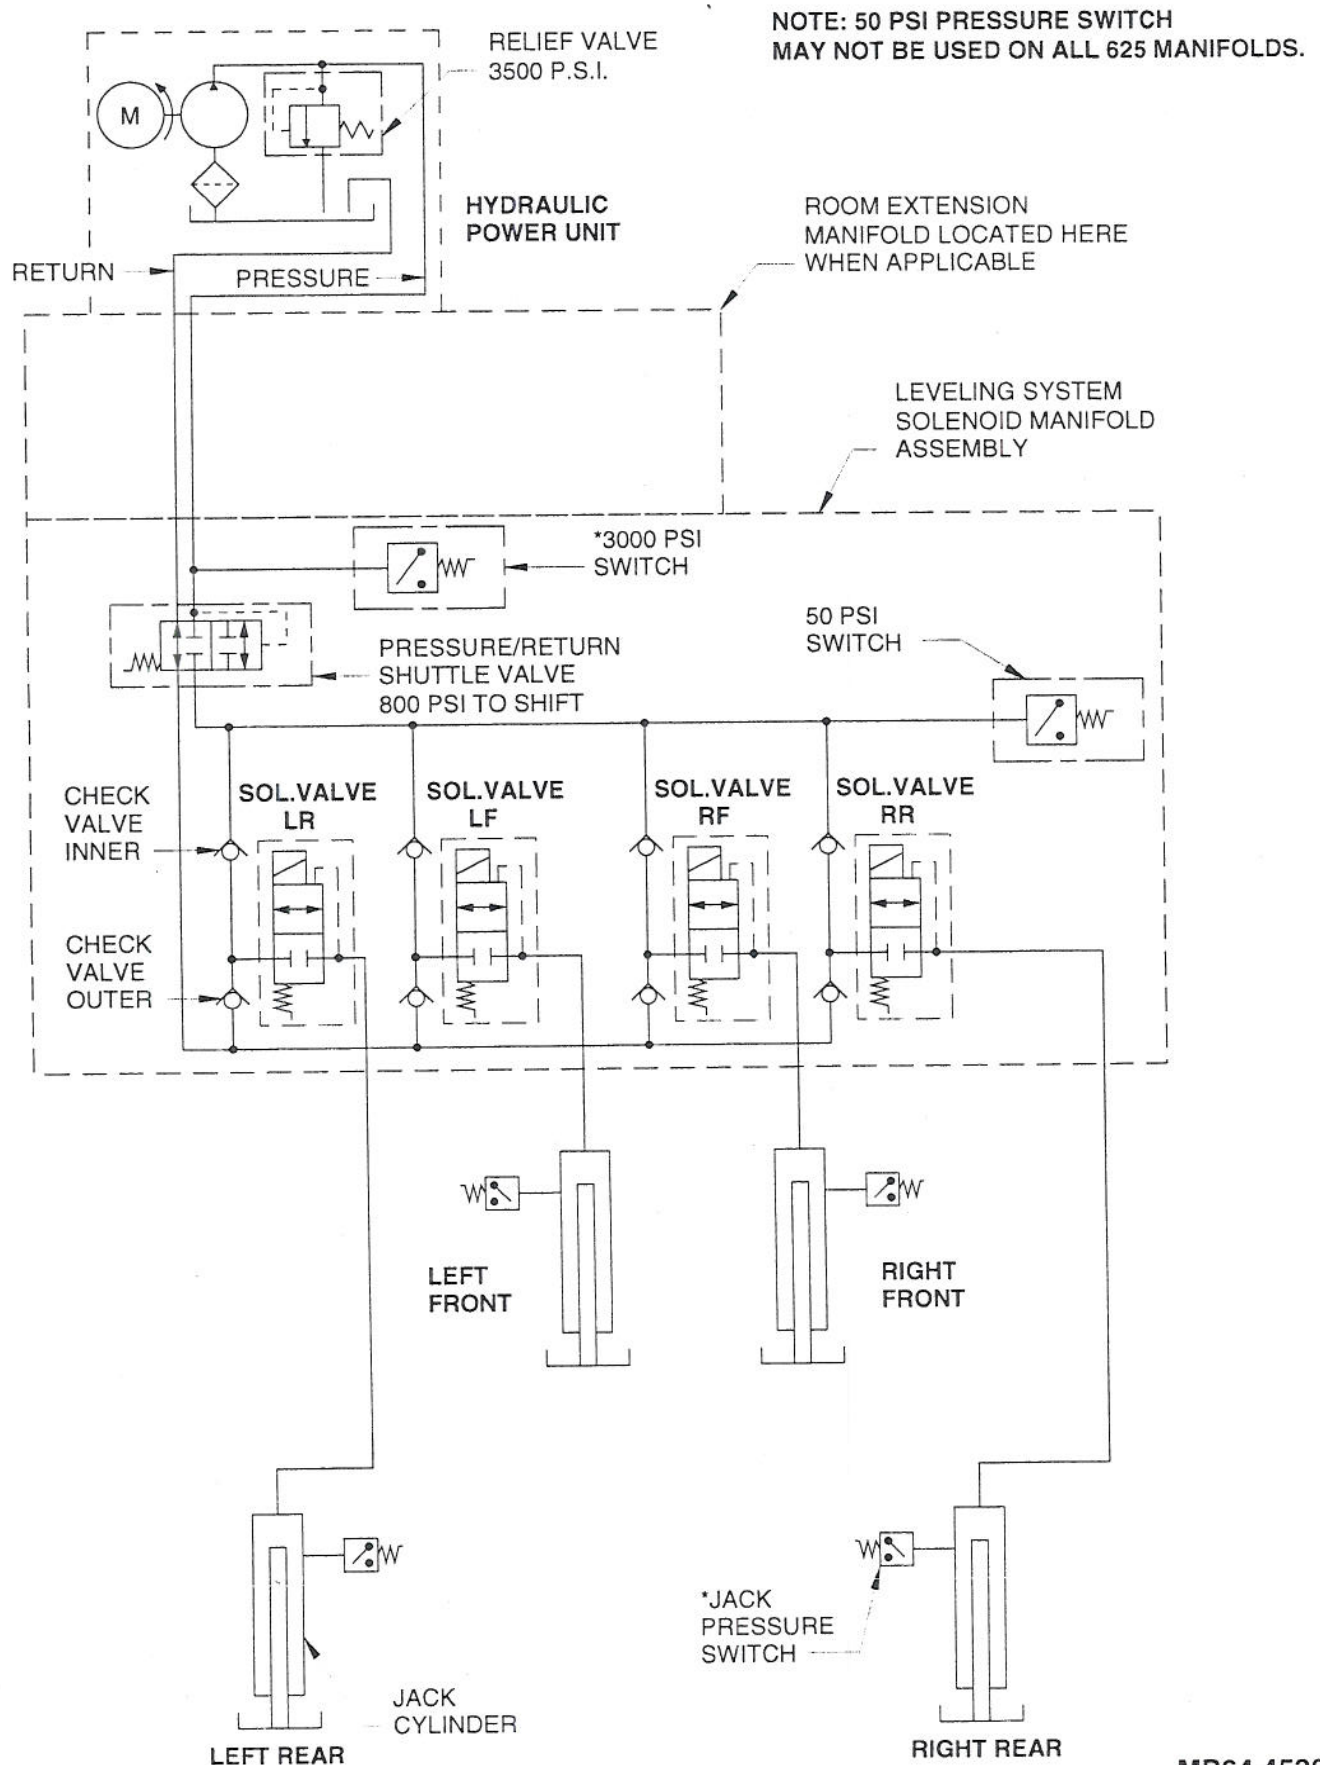 NOTE: 50 PSI PRESSURE SWITCH
MAY NOT BE USED ON ALL 625 MANIFOLDS.
RELIEF VALVE
3500 P.S.I.
M
HYDRAULIC
POWER UNIT
ROOM EXTENSION
MANIFOLD LOCATED HERE
WHEN APPLICABLE
RETURN
PRESSURE
LEVELING SYSTEM
SOLENOID MANIFOLD
ASSEMBLY
*3000 PSI
SWITCH
50 PSI
SWITCH
PRESSURE/RETURN
SHUTTLE VALVE
800 PSI TO SHIFT
CHECK
VALVE
INNER
SOL.VALVE
LR
SOL.VALVE
LF
SOL.VALVE
RF
SOL.VALVE
RR
CHECK
VALVE
OUTER
LEFT
FRONT
RIGHT
FRONT
*JACK
PRESSURE
SWITCH
JACK
CYLINDER
LEFT REAR
RIGHT REAR